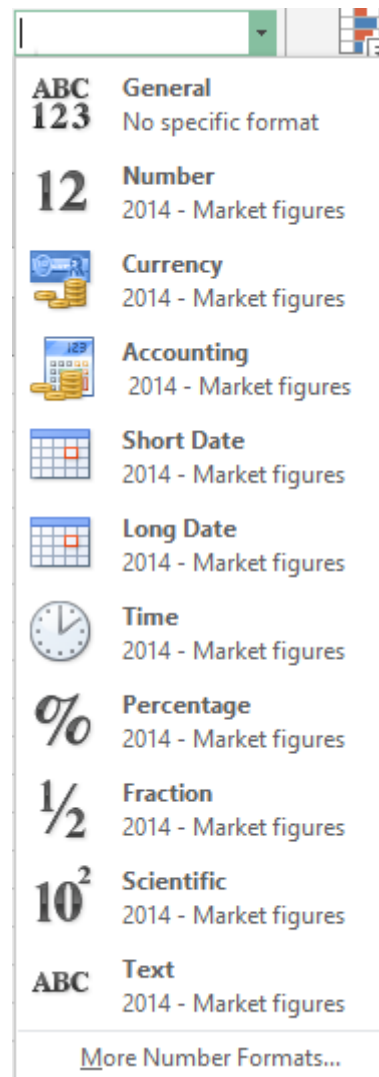 ABC
123
General
No specific format
12
Number
2014 - Market figures
Currency
2014 - Market figures
123
Accounting
2014 - Market figures
Short Date
2014 - Market figures
Long Date
2014 - Market figures
Time
2014 - Market figures
%
Percentage
2014 - Market figures
1/2
Fraction
2014 - Market figures
10²
Scientific
2014 - Market figures
ABC
Text
2014 - Market figures
More Number Formats...